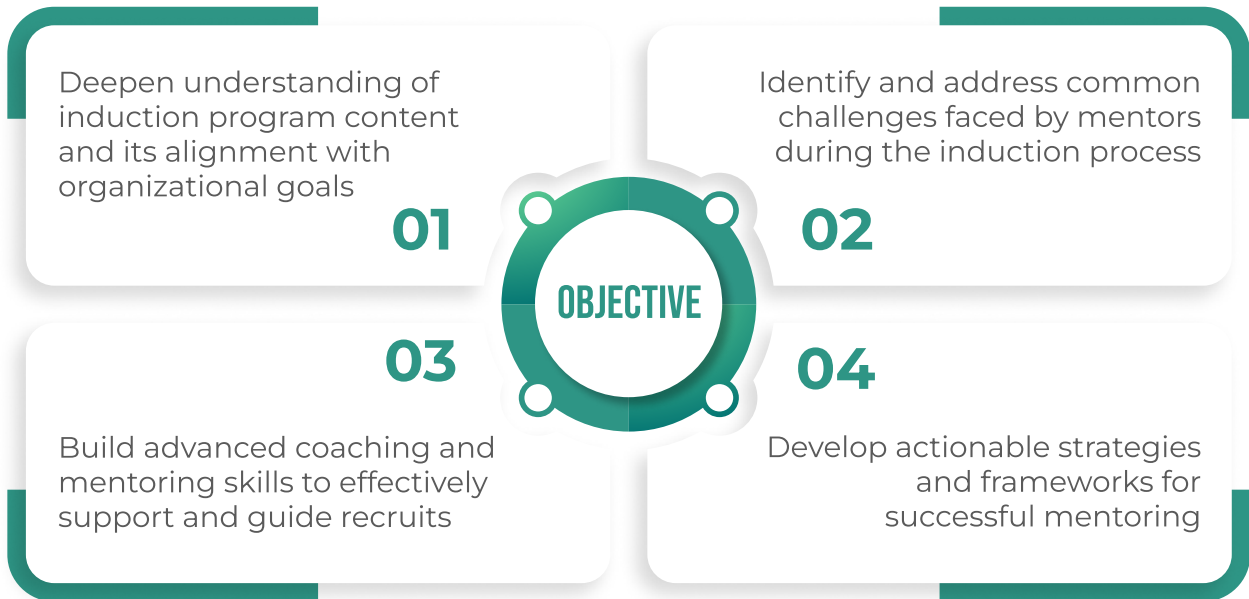 Deepen understanding of
induction program content
and its alignment with
organizational goals
01
Identify and address common
challenges faced by mentors
during the induction process
02
OBJECTIVE
03
Build advanced coaching and
mentoring skills to effectively
support and guide recruits
04
Develop actionable strategies
and frameworks for
successful mentoring